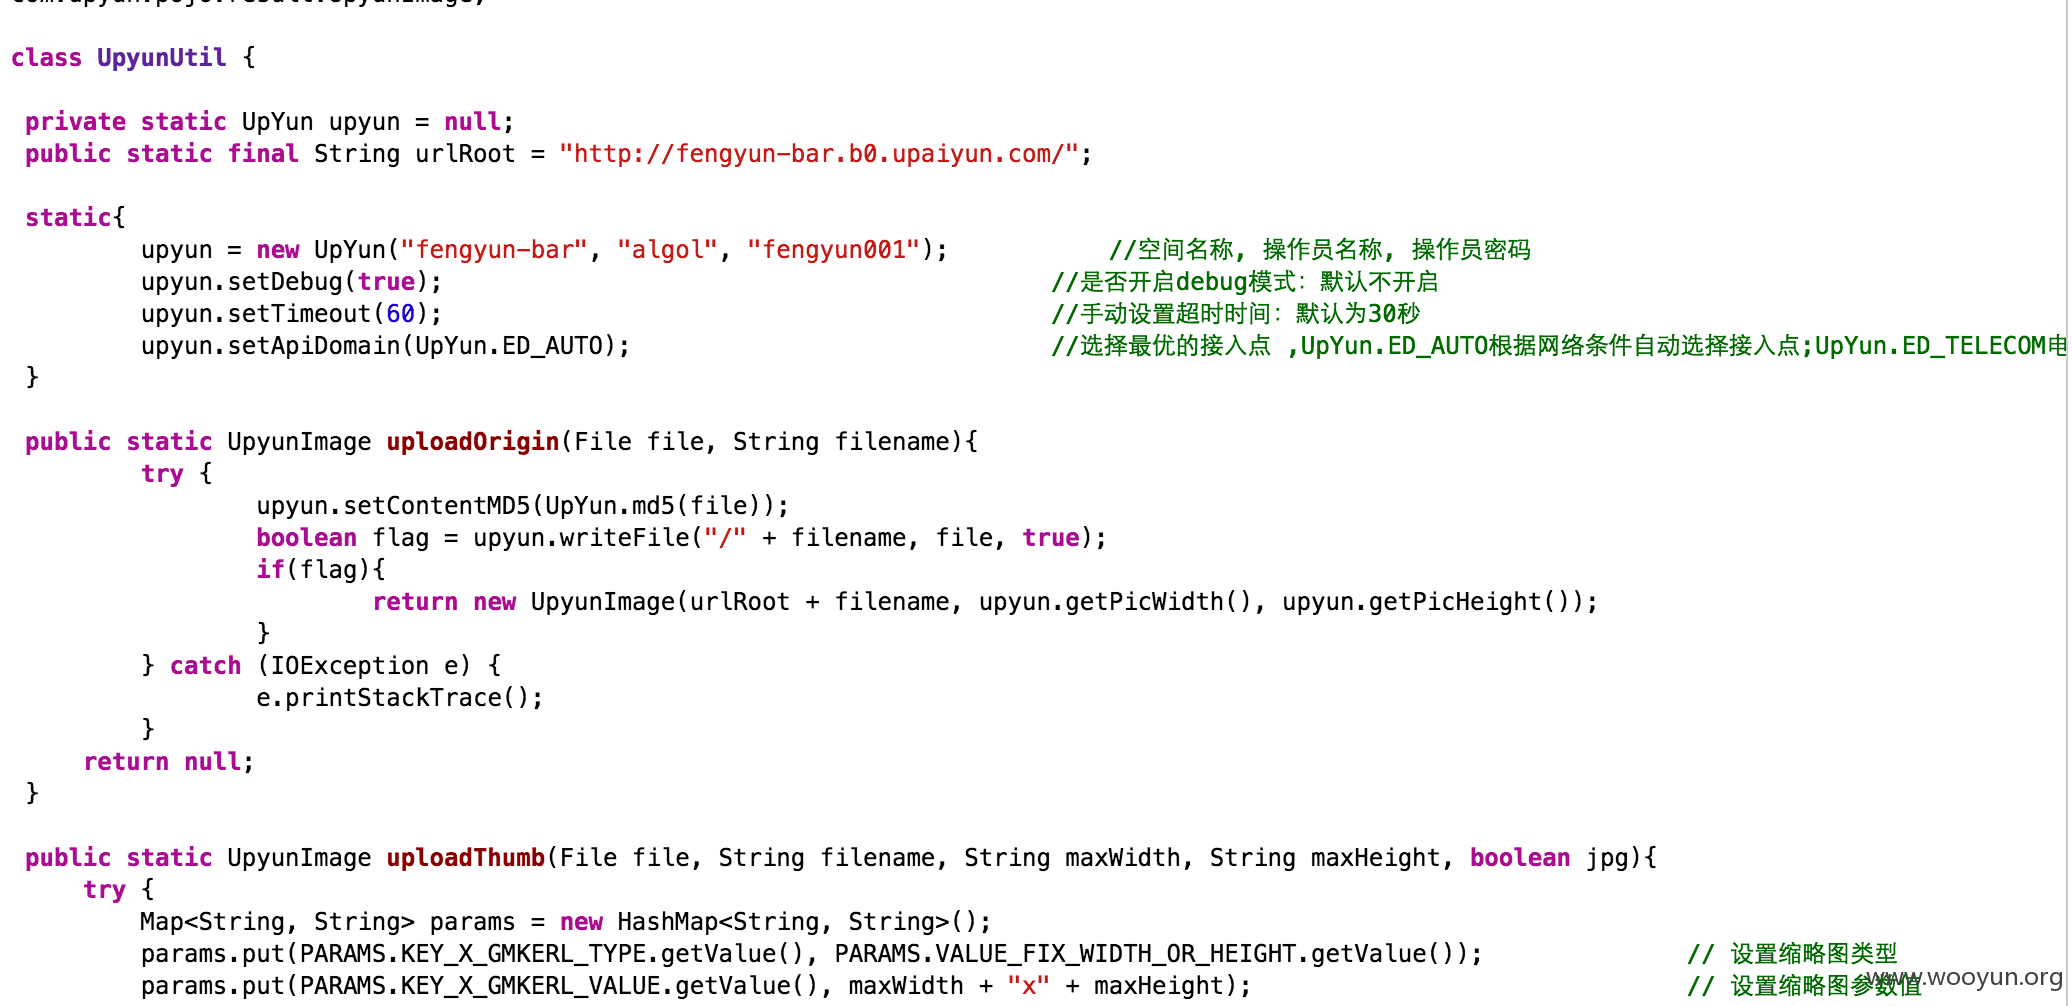 class UpyunUtil {
private static UpYun upyun = null;
public static final String urlRoot = "http://fengyun-bar.b0.upaiyun.com/";
static{
upyun = new UpYun("fengyun-bar", "algol", "fengyun001"); //空间名称, 操作员名称, 操作员密码
upyun.setDebug(true); //是否开启debug模式：默认不开启
upyun.setTimeout(60); //手动设置超时时间：默认为30秒
upyun.setApiDomain(UpYun.ED_AUTO); //选择最优的接入点 ,UpYun.ED_AUTO根据网络条件自动选择接入点;UpYun.ED_TELECOM电
}
public static UpyunImage uploadOrigin(File file, String filename){
try {
upyun.setContentMD5(UpYun.md5(file));
boolean flag = upyun.writeFile("/" + filename, file, true);
if(flag){
return new UpyunImage(urlRoot + filename, upyun.getPicWidth(), upyun.getPicHeight());
}
} catch (IOException e) {
e.printStackTrace();
}
return null;
}
public static UpyunImage uploadThumb(File file, String filename, String maxWidth, String maxHeight, boolean jpg){
try {
Map<String, String> params = new HashMap<String, String>();
params.put(PARAMS.KEY_X_GMKERL_TYPE.getValue(), PARAMS.VALUE_FIX_WIDTH_OR_HEIGHT.getValue()); // 设置缩略图类型
params.put(PARAMS.KEY_X_GMKERL_VALUE.getValue(), maxWidth + "x" + maxHeight); // 设置缩略图参数值
www.wooyun.org